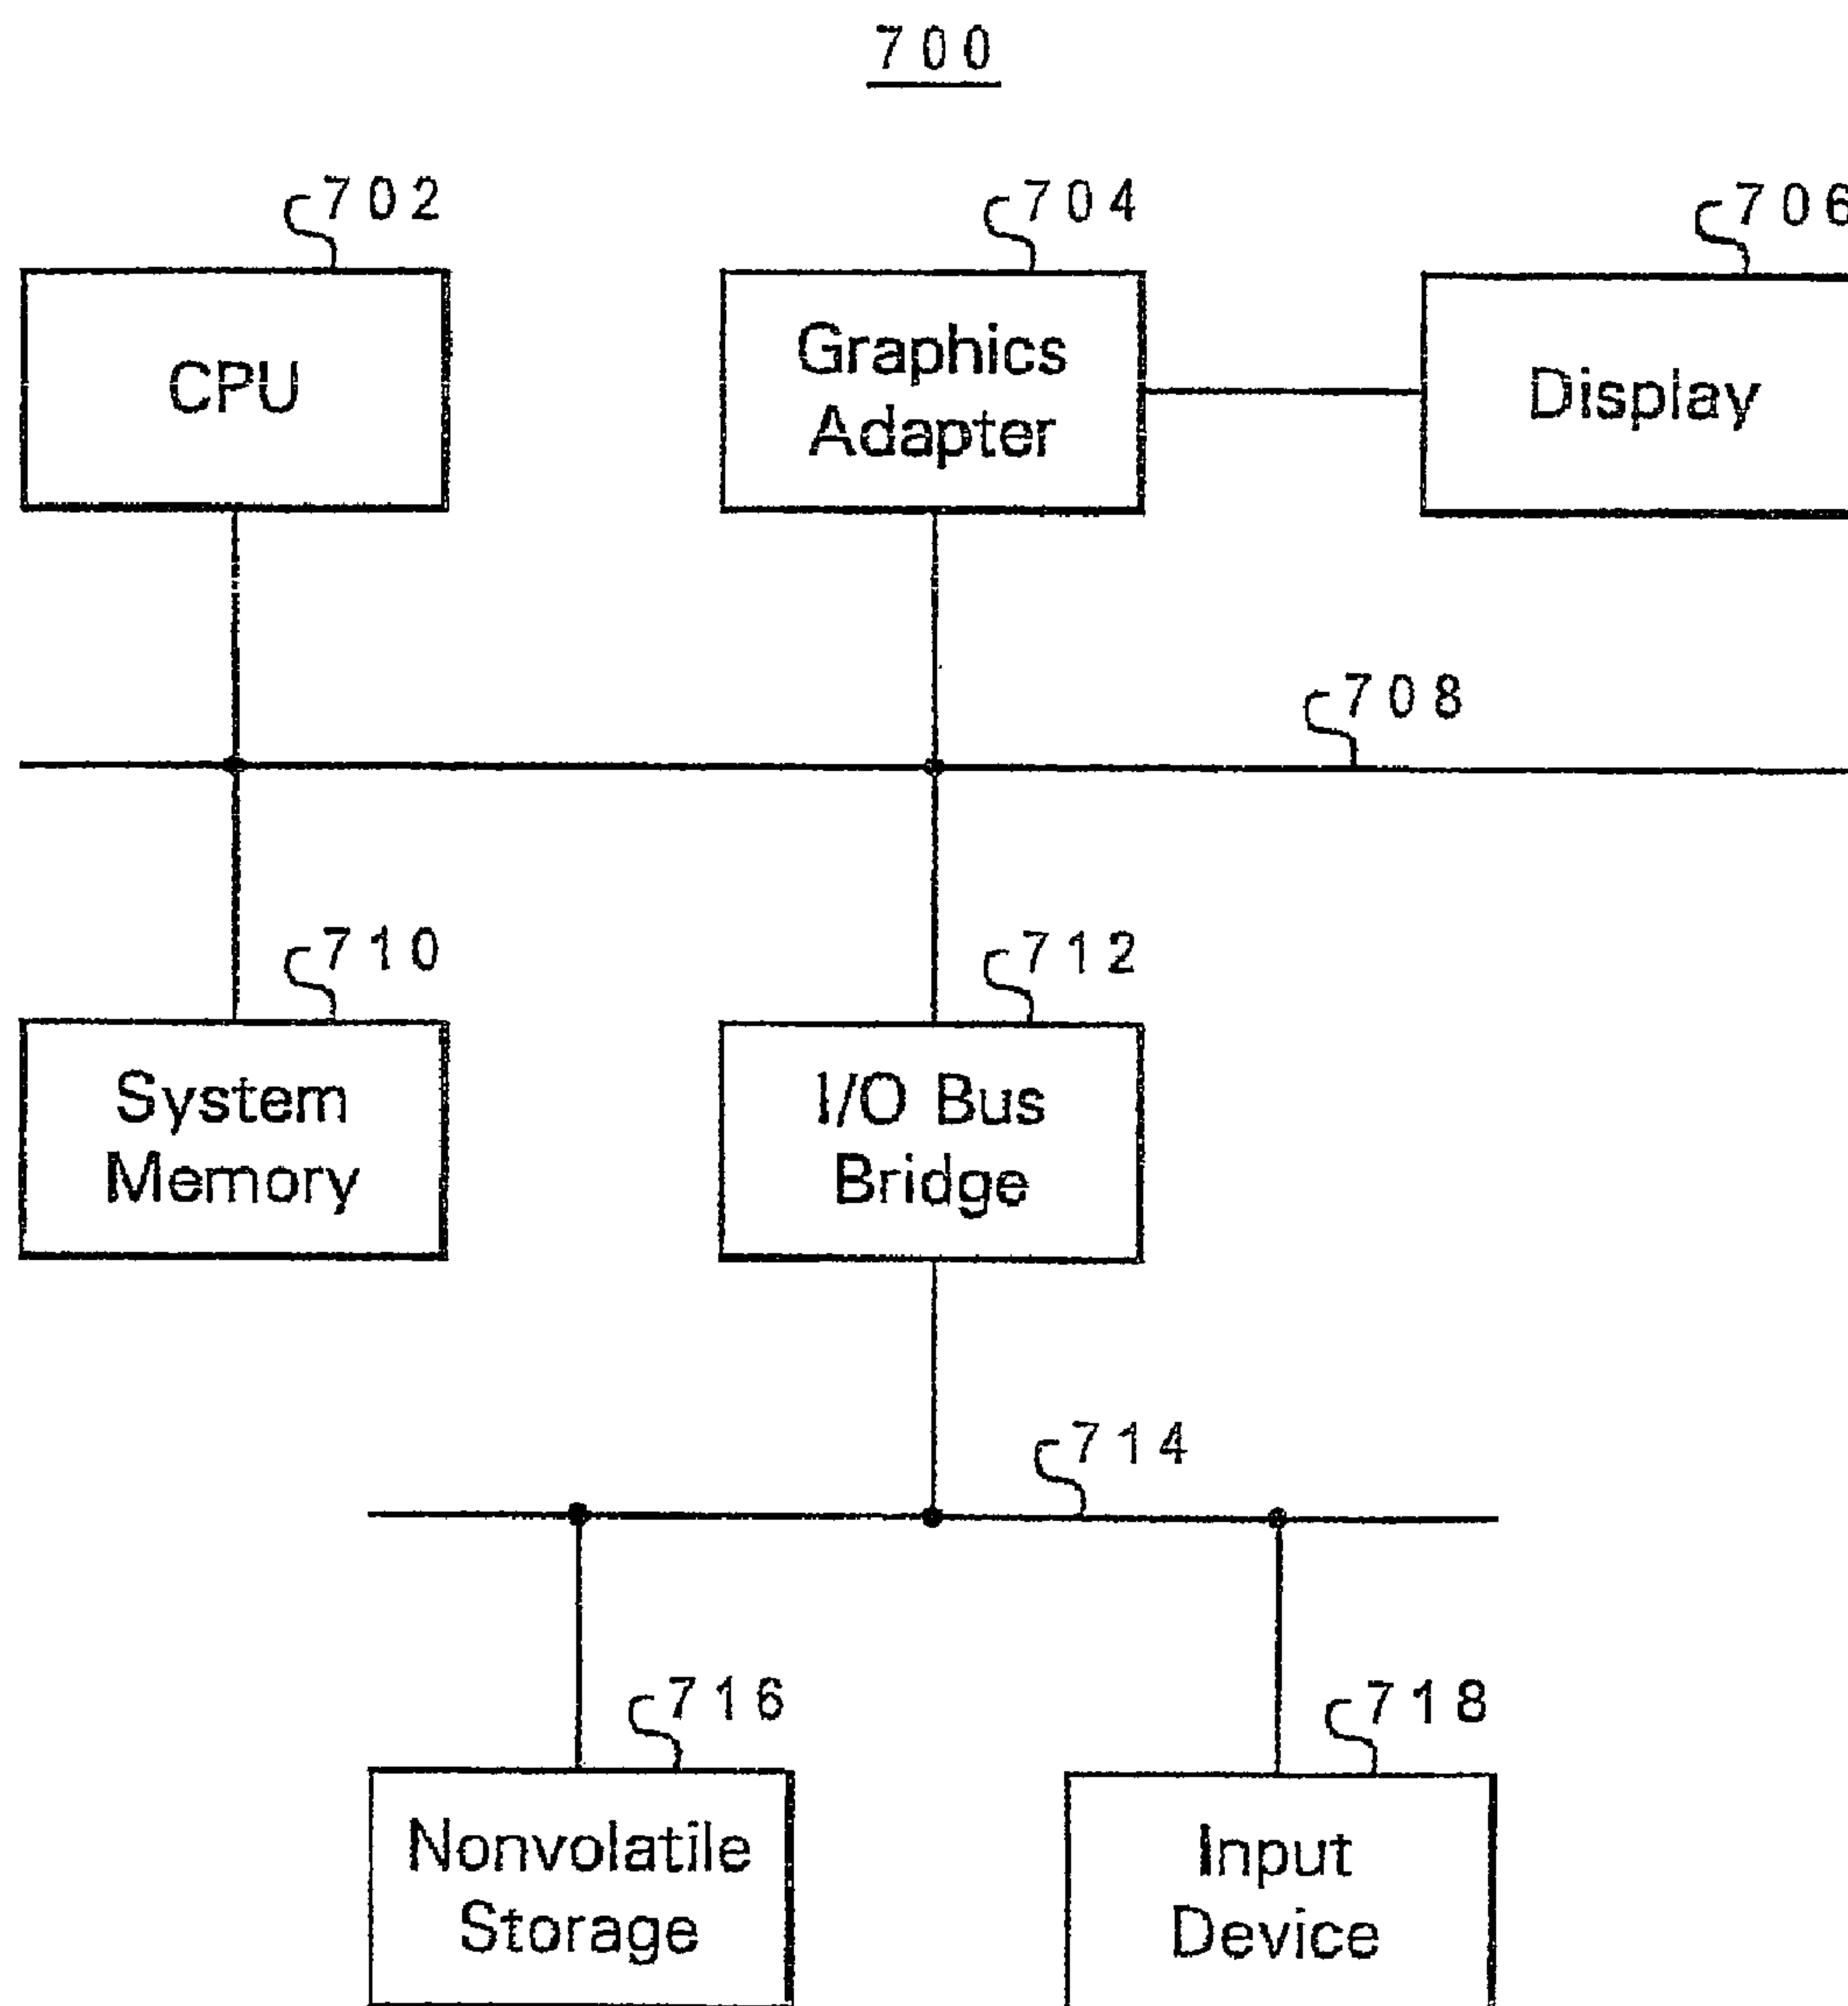 700
702
704
706
CPU
Graphics
Adapter
Display
708
710
712
System
Memory
I/O Bus
Bridge
714
716
718
Nonvolatile
Storage
Input
Device